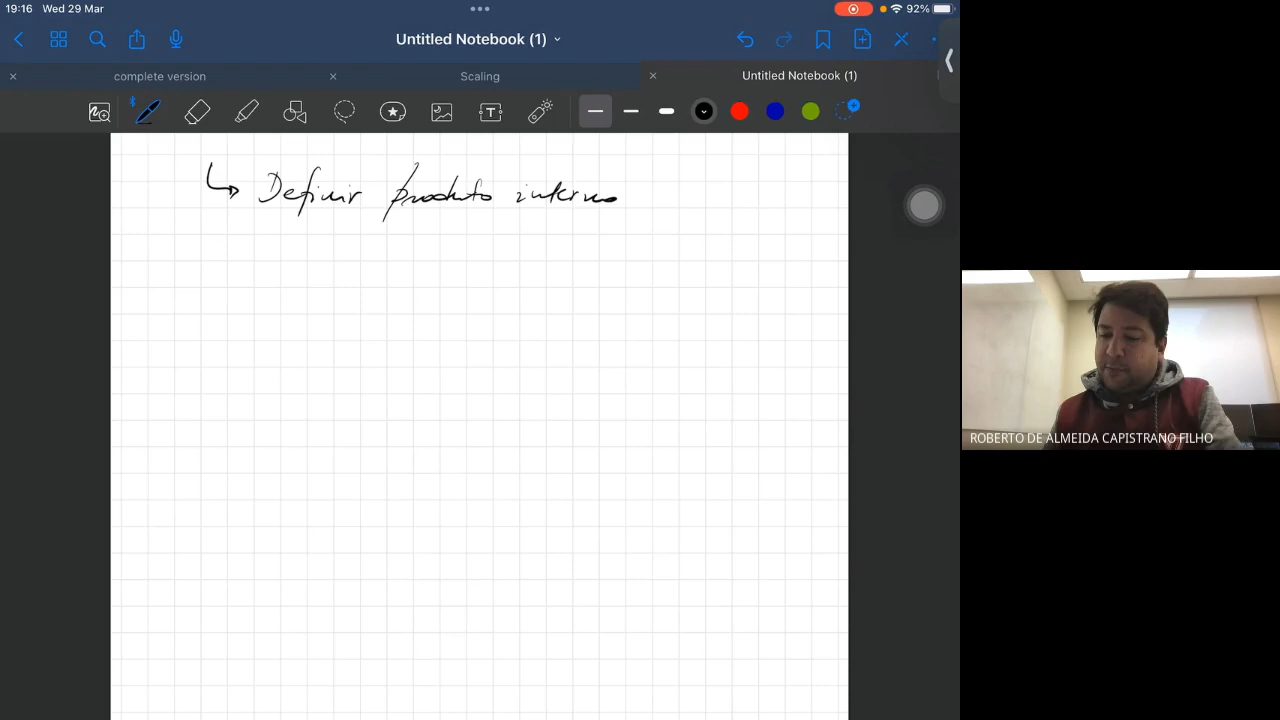 19:16 Wed 29 Mar
92%
Untitled Notebook (1)
complete version
Scaling
Untitled Notebook (1)
↳ Definir produto interno
ROBERTO DE ALMEIDA CAPISTRANO FILHO